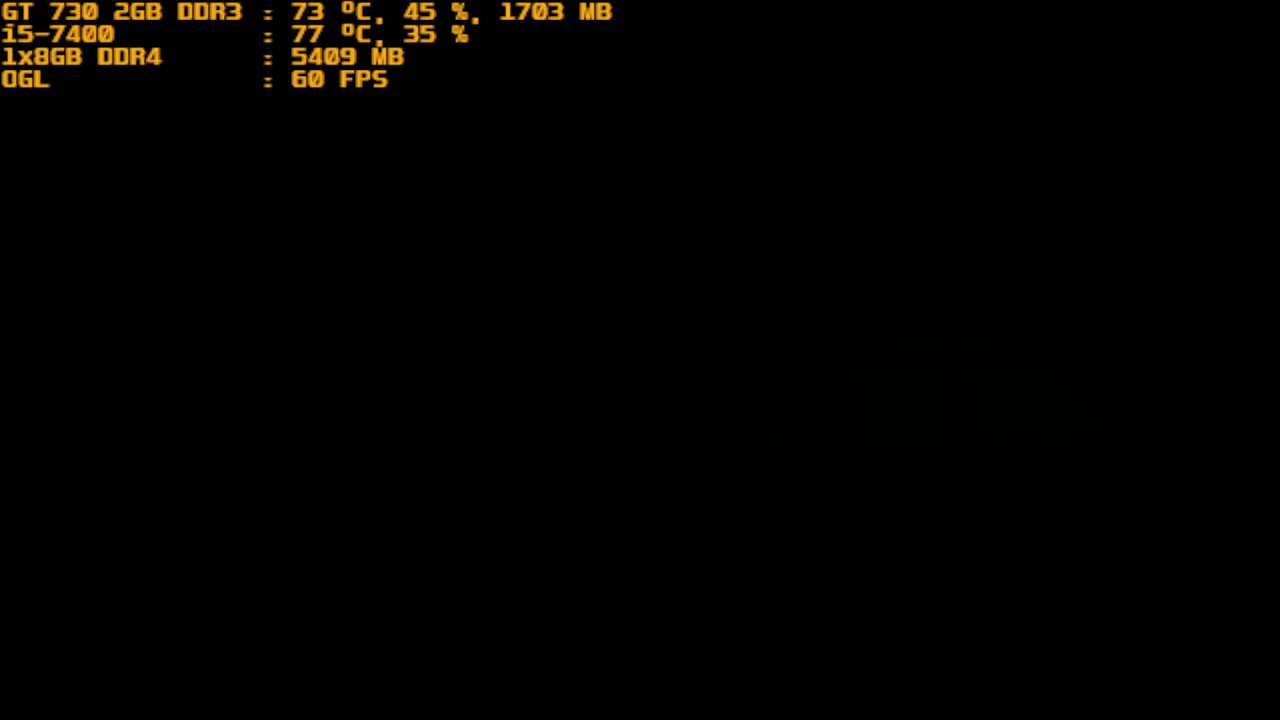 GT 730 2GB DDR3 : 73 ºC, 45 %, 1703 MB
i5-7400 : 77 ºC, 35 %
1x8GB DDR4 : 5409 MB
OGL : 60 FPS